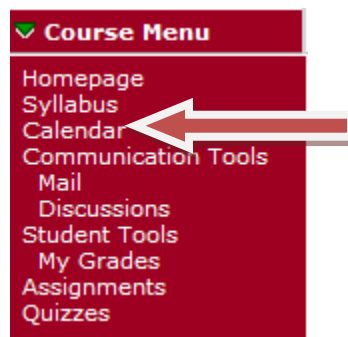 Course Menu
Homepage
Syllabus
Calendar
Communication Tools
Mail
Discussions
Student Tools
My Grades
Assignments
Quizzes